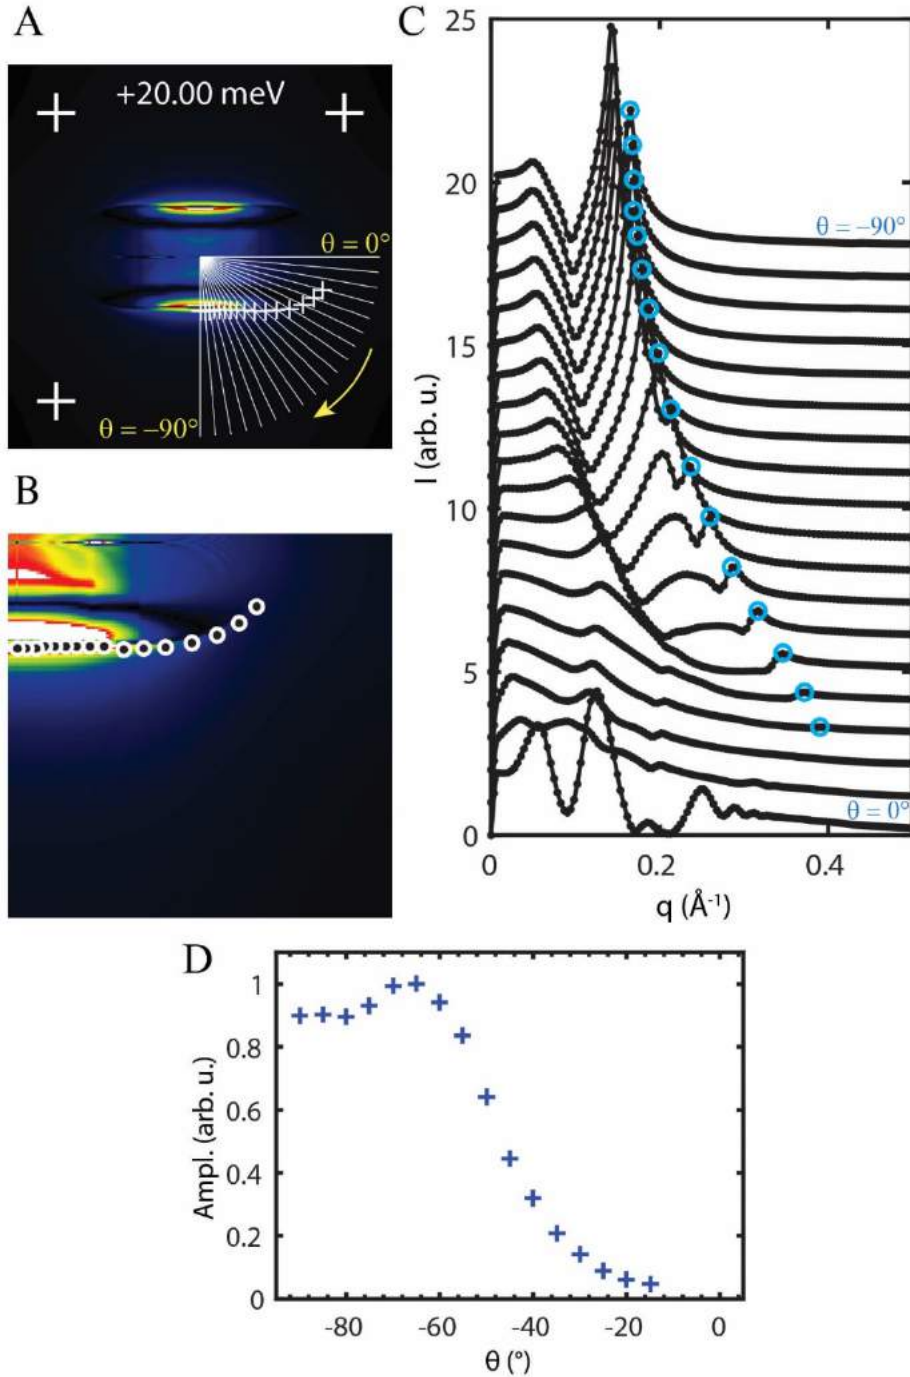 A
+20.00 meV
θ = 0°
θ = −90°
B
C
25
20
15
10
5
0
I (arb. u.)
θ = −90°
θ = 0°
0
0.2
0.4
q (Å⁻¹)
D
1
0.8
0.6
0.4
0.2
0
Ampl. (arb. u.)
-80
-60
-40
-20
0
θ (°)